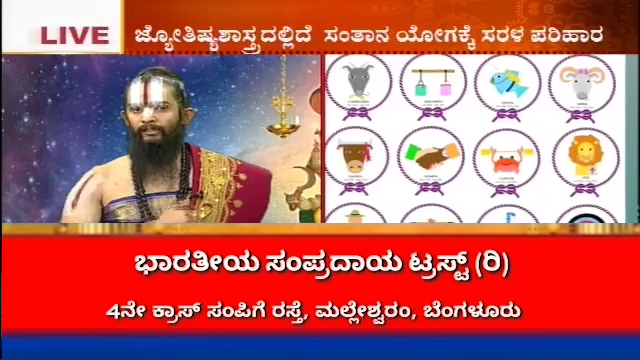 LIVE
ಜ್ಯೋತಿಷ್ಯಶಾಸ್ತ್ರದಲ್ಲಿದೆ ಸಂತಾನ ಯೋಗಕ್ಕೆ ಸರಳ ಪರಿಹಾರ
ಭಾರತೀಯ ಸಂಪ್ರದಾಯ ಟ್ರಸ್ಟ್ (ರಿ)
4ನೇ ಕ್ರಾಸ್ ಸಂಪಿಗೆ ರಸ್ತೆ, ಮಲ್ಲೇಶ್ವರಂ, ಬೆಂಗಳೂರು